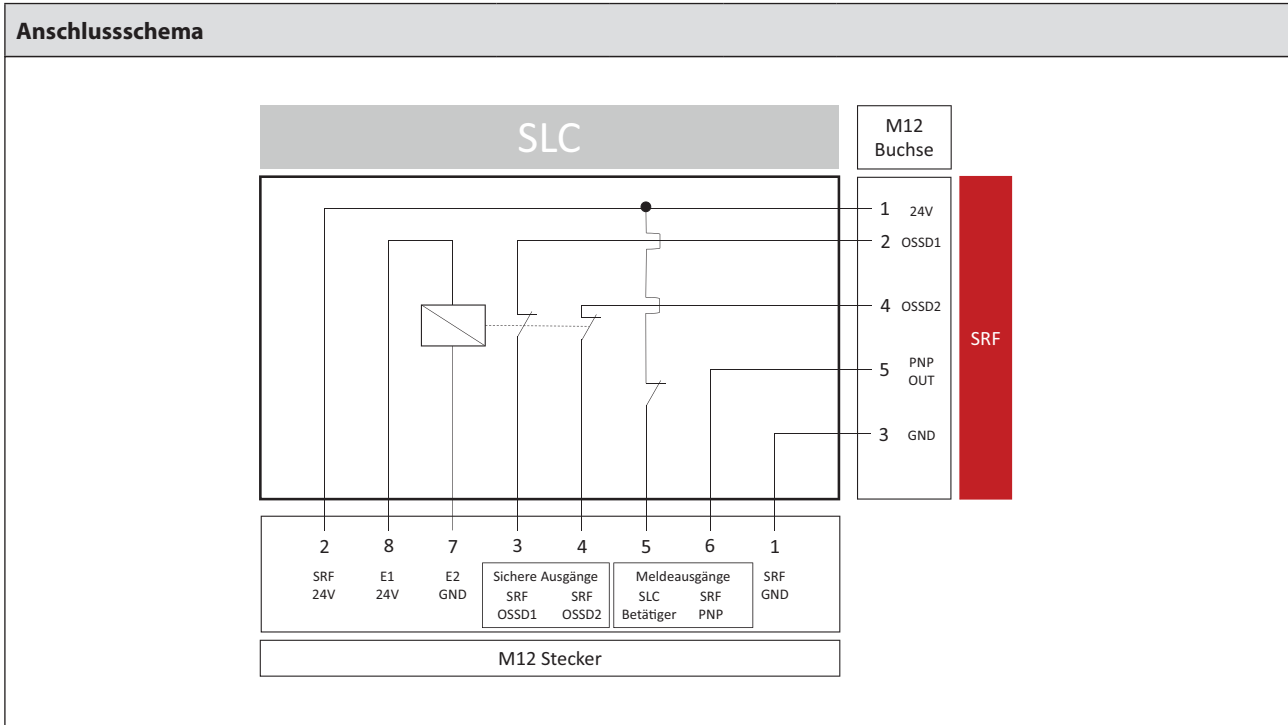 Anschlussschema
SLC
M12
Buchse
1 24V
2 OSSD1
4 OSSD2
5 PNP
OUT
3 GND
SRF
2 8 7 3 4 5 6 1
SRF E1 E2 Sichere Ausgänge Meldeausgänge SRF
24V 24V GND SRF SRF SLC SRF GND
OSSD1 OSSD2 Betätiger PNP
M12 Stecker